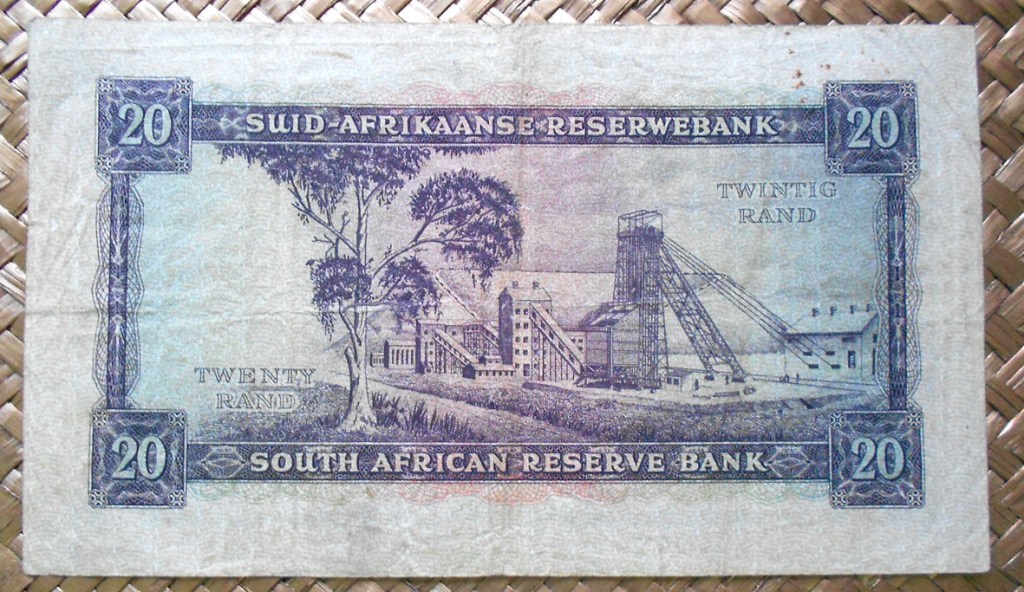 20 SUID-AFRIKAANSE RESERWEBANK 20
TWINTIG
RAND
TWENTY
RAND
20 SOUTH AFRICAN RESERVE BANK 20